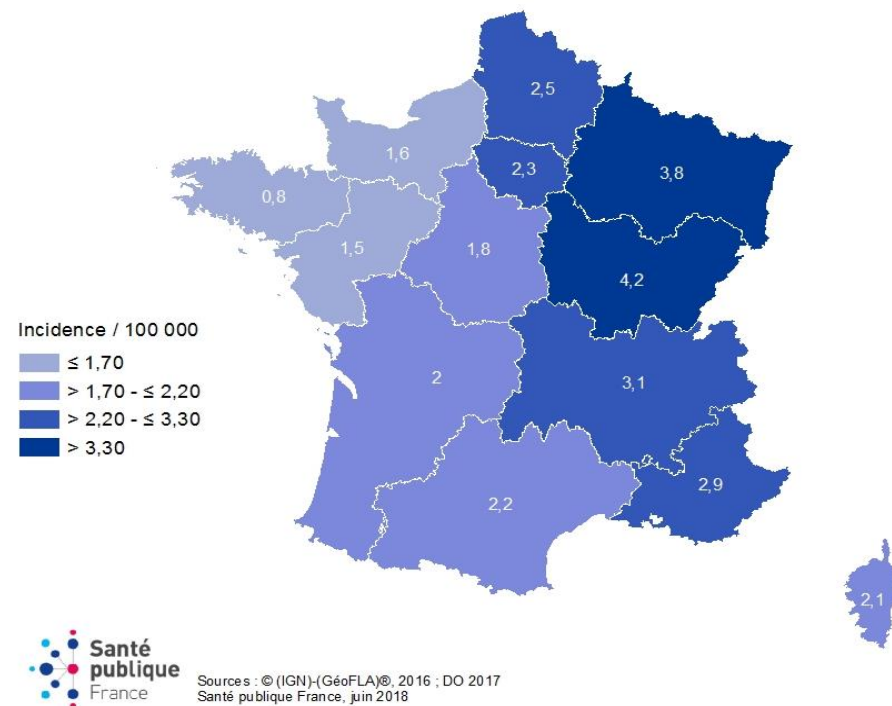 2,5
3,8
1,6
2,3
0,8
1,5
1,8
4,2
2
3,1
2,9
2,2
2,1
Incidence / 100 000
≤ 1,70
> 1,70 - ≤ 2,20
> 2,20 - ≤ 3,30
> 3,30
Santé
publique
France
Sources : © (IGN)-(GéoFLA)®, 2016 ; DO 2017
Santé publique France, juin 2018